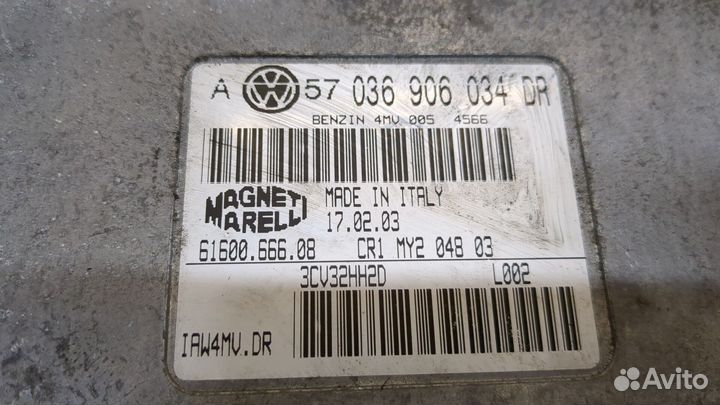 A 57 036 906 034 DR
BENZIN 4MV 005 4566
MAGNETI MARELLI
MADE IN ITALY
17.02.03
61600.666.08 CR1 MY2 048 03
3CV32HH2D L002
IAW4MV.DR
Avito